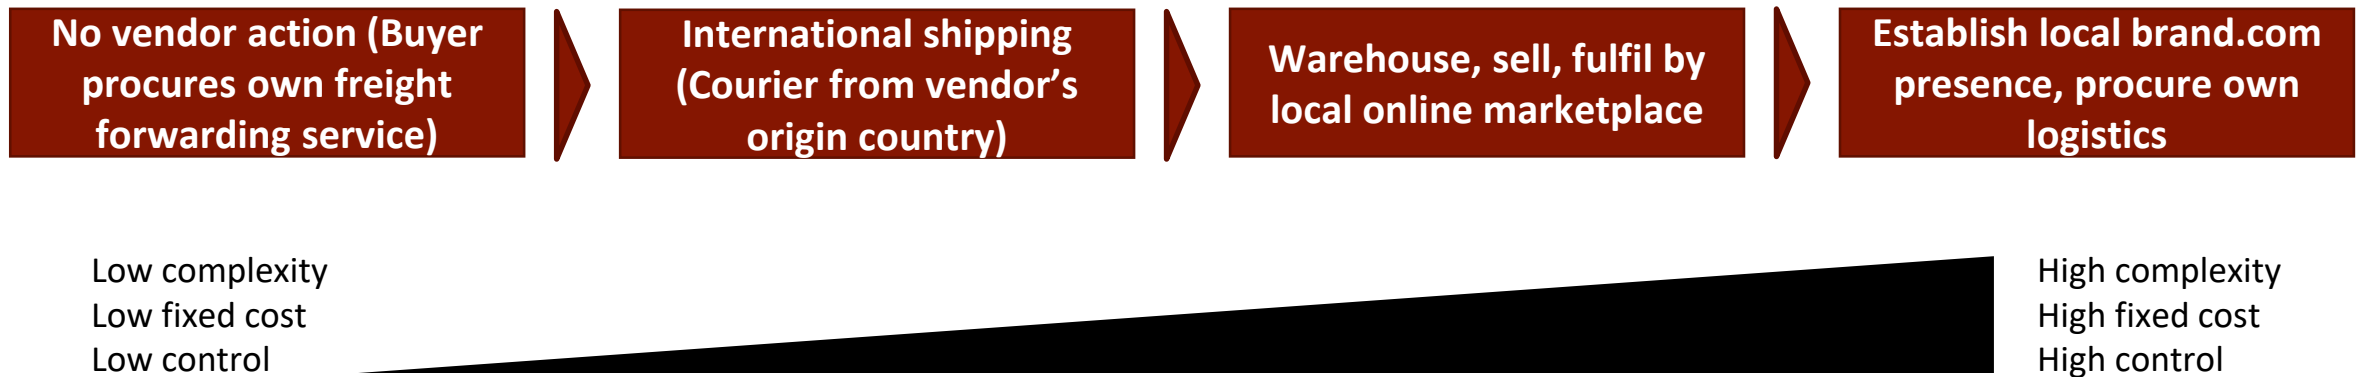 No vendor action (Buyer
procures own freight
forwarding service)
International shipping
(Courier from vendor’s
origin country)
Warehouse, sell, fulfil by
local online marketplace
Establish local brand.com
presence, procure own
logistics
Low complexity
Low fixed cost
Low control
High complexity
High fixed cost
High control